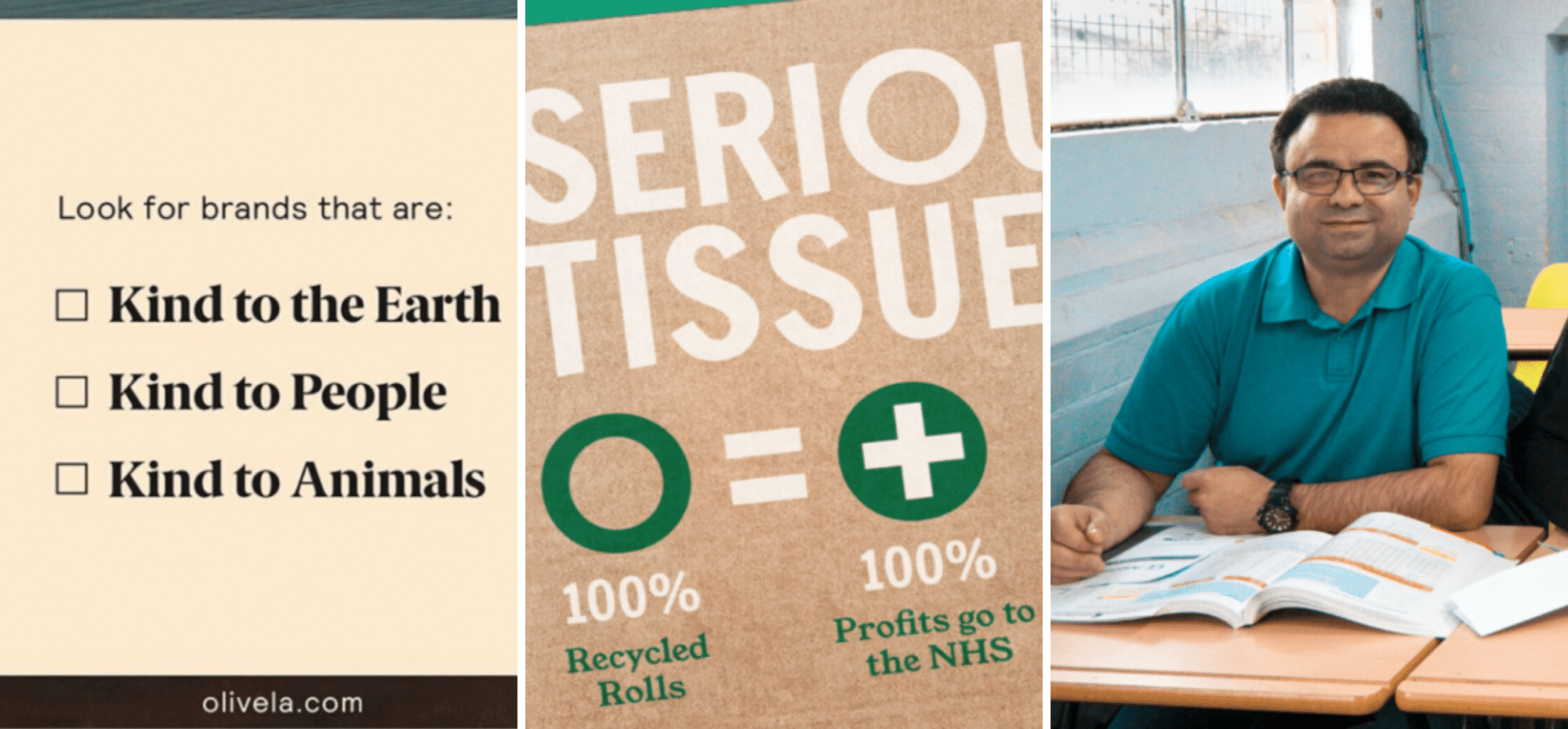 Look for brands that are:
Kind to the Earth
Kind to People
Kind to Animals
olivela.com
SERIOU
TISSUE
=
100%
Recycled
Rolls
100%
Profits go to
the NHS